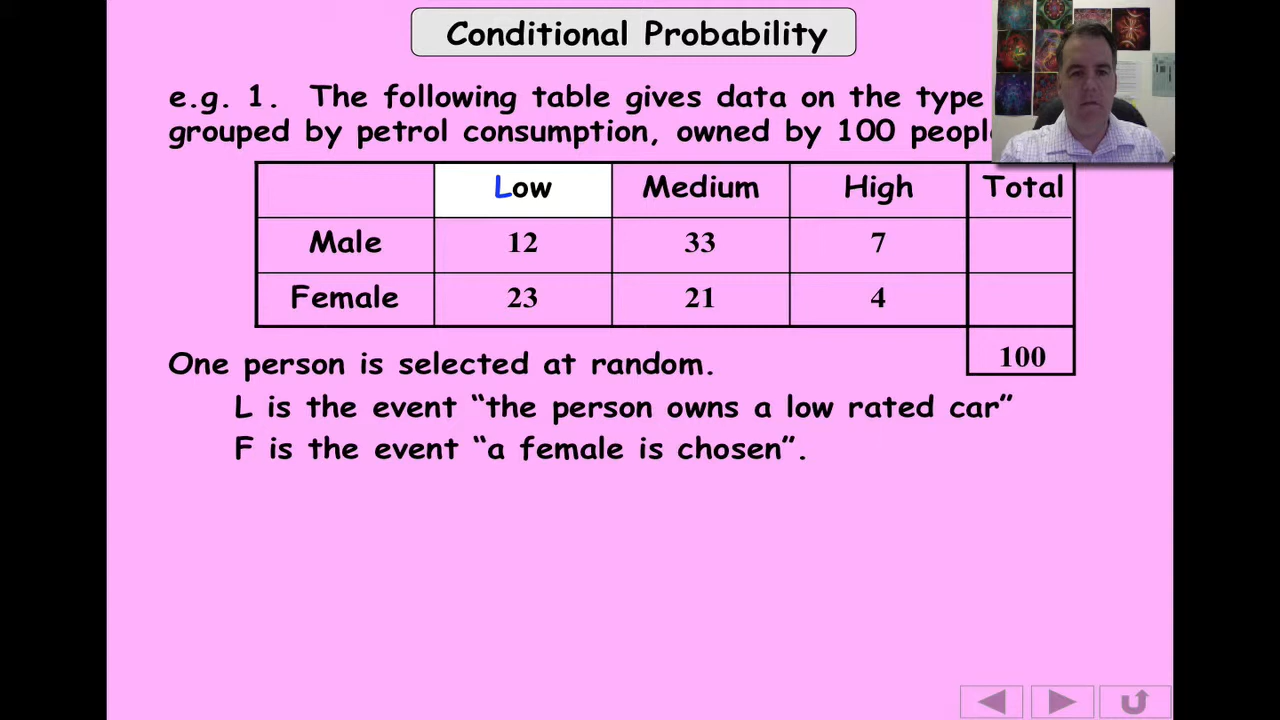 Conditional Probability
e.g. 1. The following table gives data on the type
grouped by petrol consumption, owned by 100
Low Medium High Total
Male 12 33 7
Female 23 21 4
100
One person is selected at random.
L is the event “the person owns a low rated car”
F is the event “a female is chosen”.